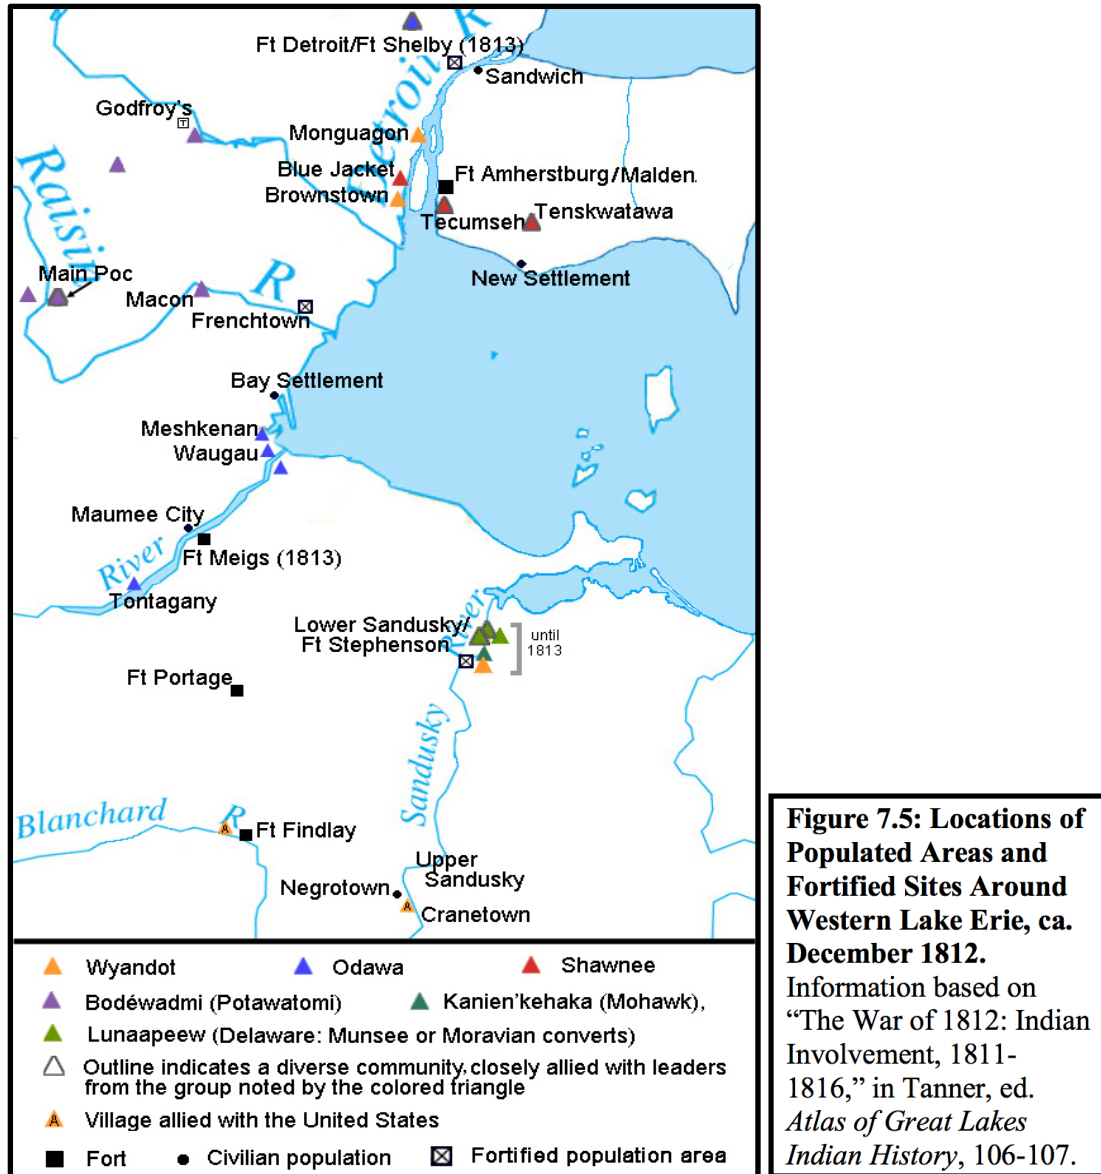 Ft Detroit/Ft Shelby (1813)
Detroit R
Sandwich
Godfroy's
T
Monguagon
Raisin
R
Blue Jacket
Ft Amherstburg/Malden
Brownstown
Tecumseh
Tenskwatawa
Main Poc
New Settlement
Macon
Frenchtown
Bay Settlement
Meshkenan
Waugau
Maumee City
River
Ft Meigs (1813)
Tontagany
River
Lower Sandusky/
Ft Stephenson
until
1813
Ft Portage
Sandusky
Blanchard
R
A
Ft Findlay
Upper
Sandusky
Negrotown
A
Cranetown
Wyandot
Odawa
Shawnee
Bodéwadmi (Potawatomi)
Kanien'kehaka (Mohawk),
Lunaapeew (Delaware: Munsee or Moravian converts)
Outline indicates a diverse community, closely allied with leaders
from the group noted by the colored triangle
A
Village allied with the United States
Fort
Civilian population
Fortified population area
Figure 7.5: Locations of
Populated Areas and
Fortified Sites Around
Western Lake Erie, ca.
December 1812.
Information based on
“The War of 1812: Indian
Involvement, 1811-
1816,” in Tanner, ed.
Atlas of Great Lakes
Indian History, 106-107.